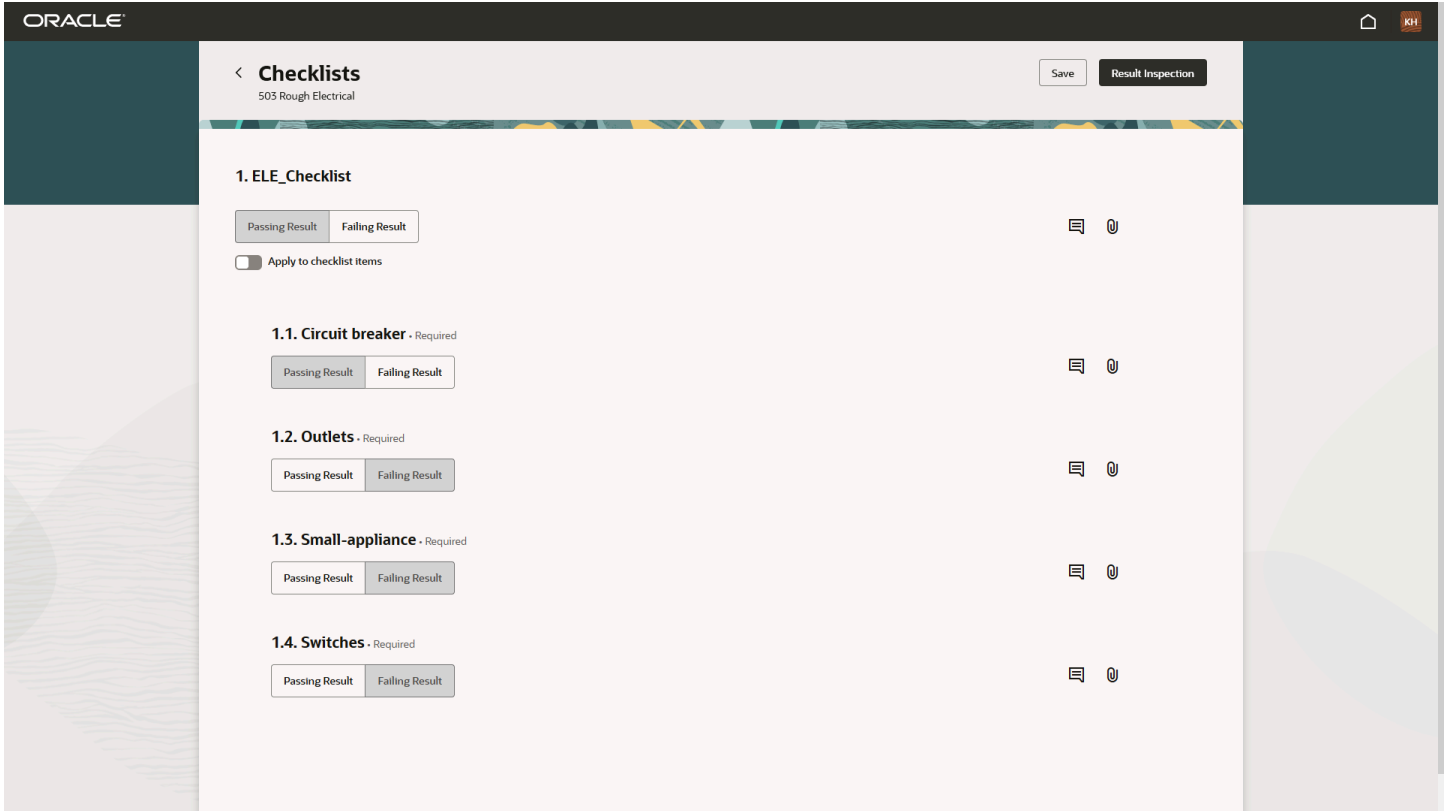 ORACLE
KH
Checklists
503 Rough Electrical
Save
Result Inspection
1. ELE_Checklist
Passing Result
Failing Result
Apply to checklist items
1.1. Circuit breaker • Required
Passing Result
Failing Result
1.2. Outlets • Required
Passing Result
Failing Result
1.3. Small-appliance • Required
Passing Result
Failing Result
1.4. Switches • Required
Passing Result
Failing Result